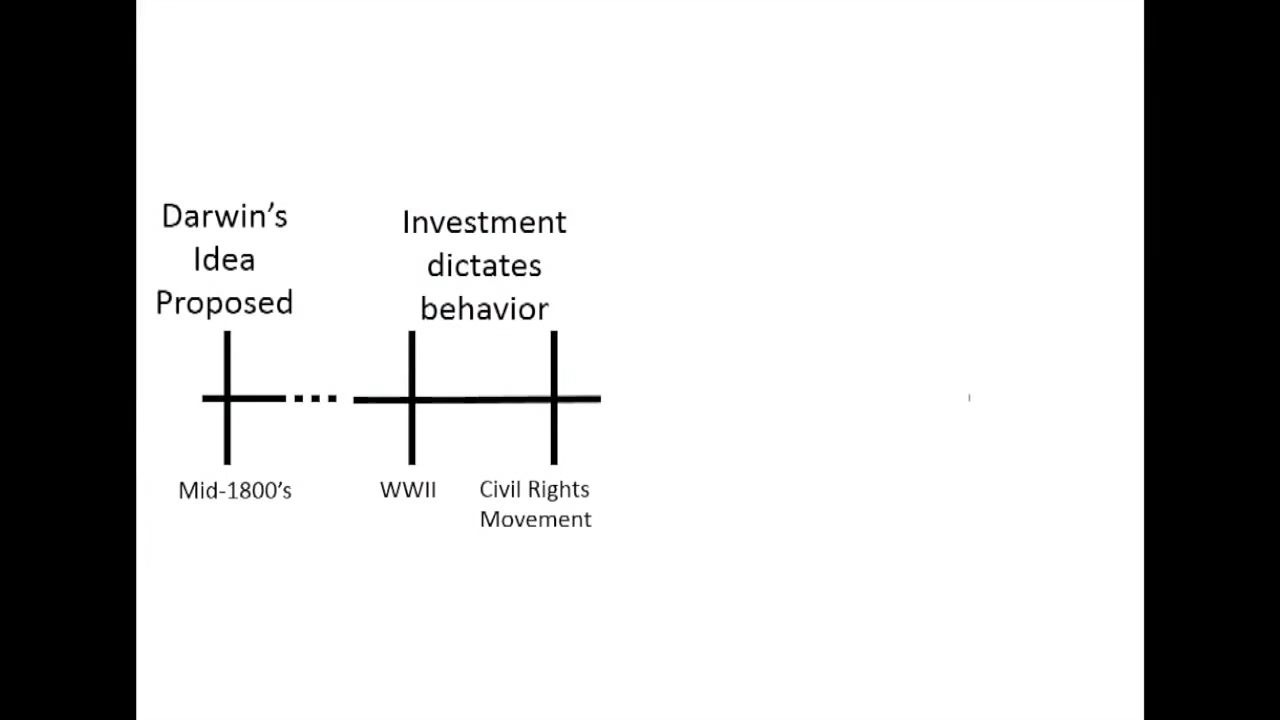 Darwin's
Idea
Proposed
Investment
dictates
behavior
Mid-1800's
WWII
Civil Rights
Movement